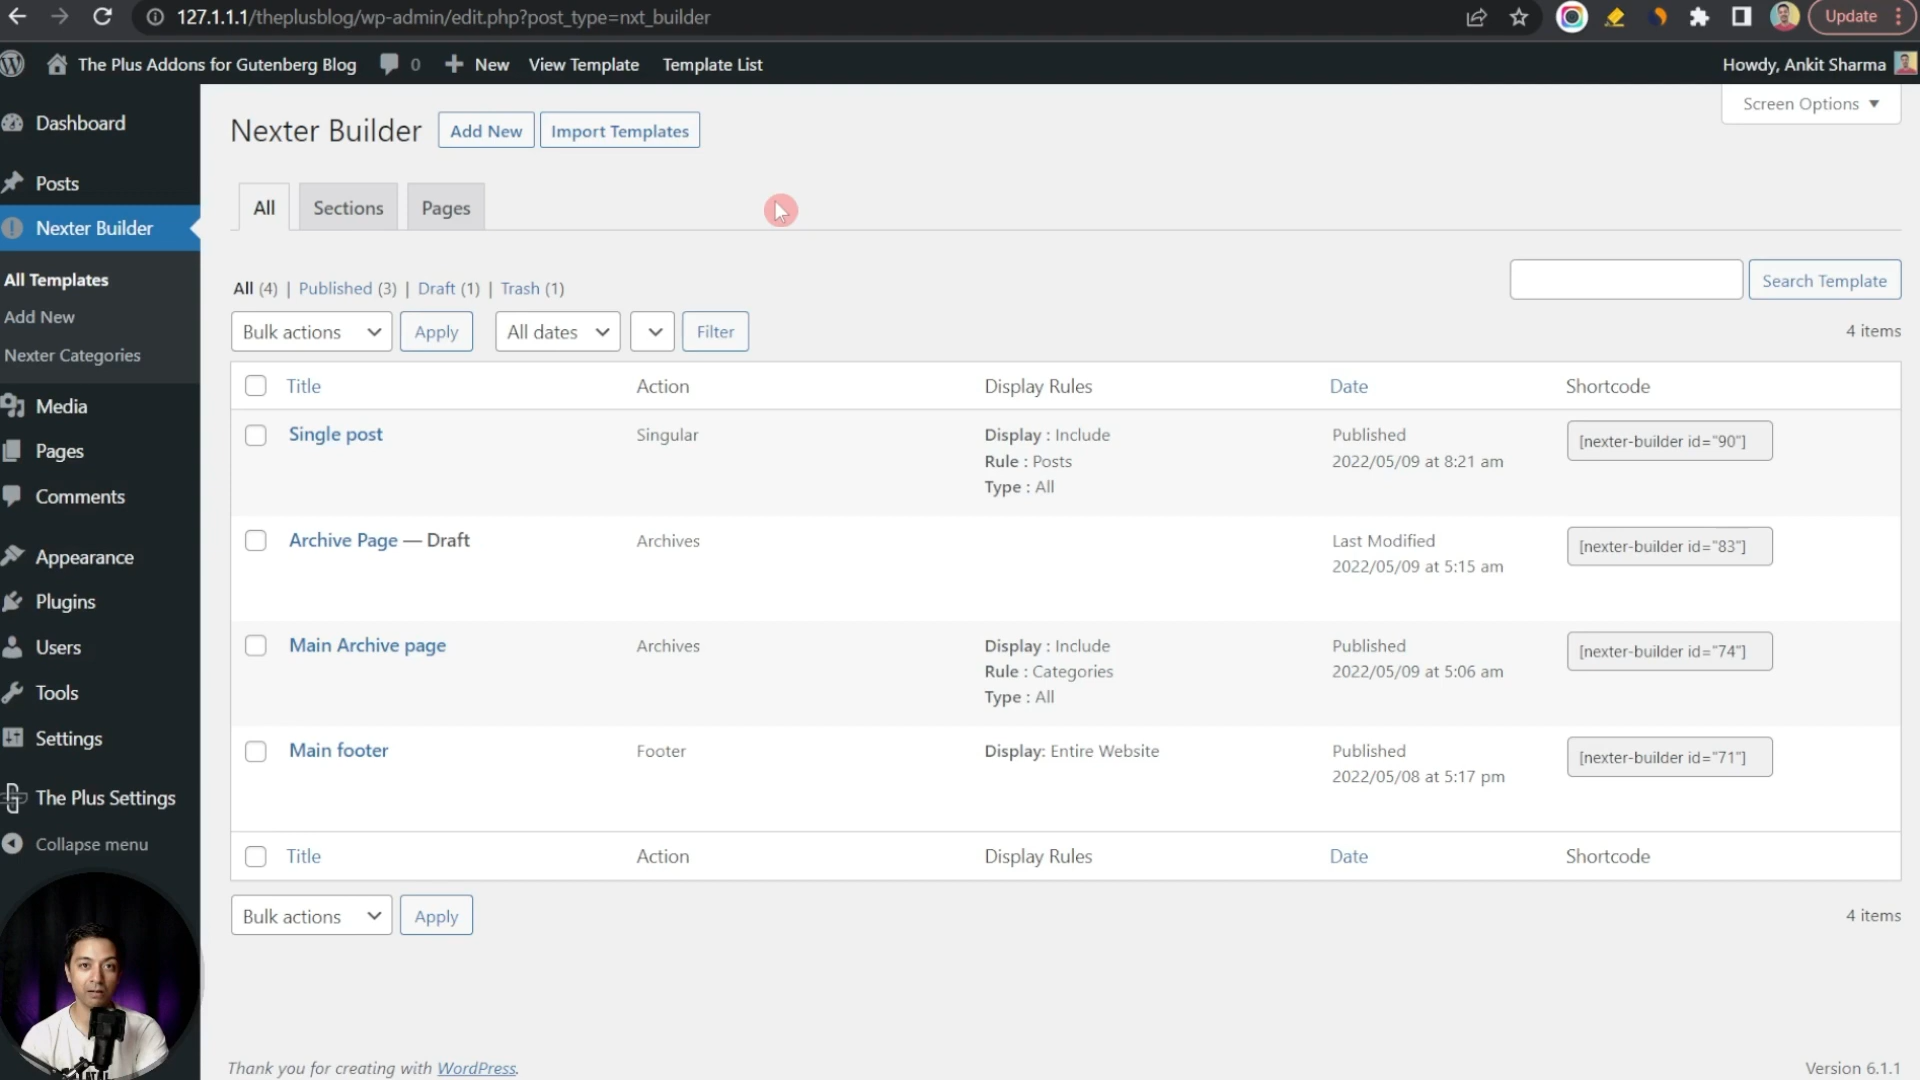 127.1.1.1/theplusblog/wp-admin/edit.php?post_type=nxt_builder
Update
The Plus Addons for Gutenberg Blog 0 New View Template Template List
Howdy, Ankit Sharma
Screen Options
Dashboard
Posts
Nexter Builder
All Templates
Add New
Nexter Categories
Media
Pages
Comments
Appearance
Plugins
Users
Tools
Settings
The Plus Settings
Collapse menu
Nexter Builder Add New Import Templates
All Sections Pages
All (4) | Published (3) | Draft (1) | Trash (1)
Search Template
Bulk actions Apply All dates Filter
4 items
Title Action Display Rules Date Shortcode
Single post Singular Display : Include Published [nexter-builder id="90"]
Rule : Posts 2022/05/09 at 8:21 am
Type : All
Archive Page — Draft Archives Last Modified [nexter-builder id="83"]
2022/05/09 at 5:15 am
Main Archive page Archives Display : Include Published [nexter-builder id="74"]
Rule : Categories 2022/05/09 at 5:06 am
Type : All
Main footer Footer Display: Entire Website Published [nexter-builder id="71"]
2022/05/08 at 5:17 pm
Title Action Display Rules Date Shortcode
Bulk actions Apply
4 items
Thank you for creating with WordPress.
Version 6.1.1